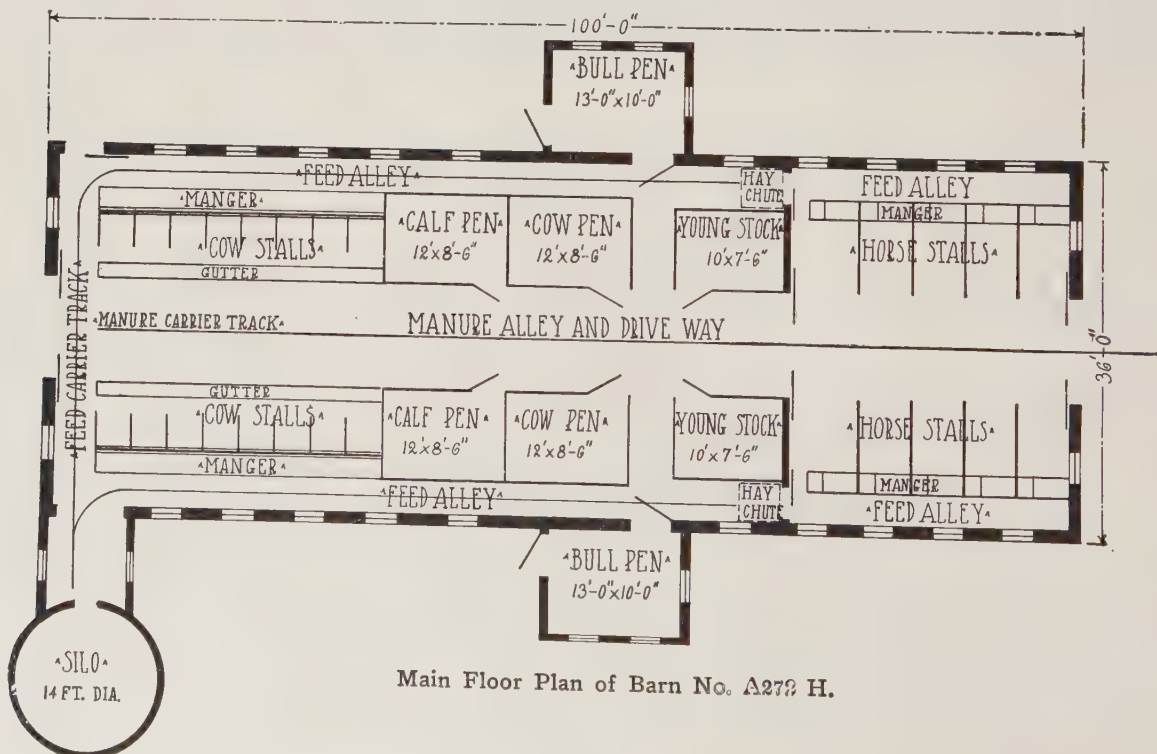 100'-0"
BULL PEN
13'-0"x10'-0"
FEED ALLEY
HAY
CHUTE
FEED ALLEY
MANGER
MANGER
CALF PEN
12'x8'-6"
COW PEN
12'x8'-6"
YOUNG STOCK
10'x7'-6"
COW STALLS
HORSE STALLS
GUTTER
FEED CARRIER TRACK
MANURE CARRIER TRACK
MANURE ALLEY AND DRIVE WAY
36'-0"
GUTTER
COW STALLS
CALF PEN
12'x8'-6"
COW PEN
12'x8'-6"
YOUNG STOCK
10'x7'-6"
HORSE STALLS
MANGER
MANGER
HAY
CHUTE
FEED ALLEY
FEED ALLEY
BULL PEN
13'-0"x10'-0"
SILO
14 FT. DIA.
Main Floor Plan of Barn No. A272 H.